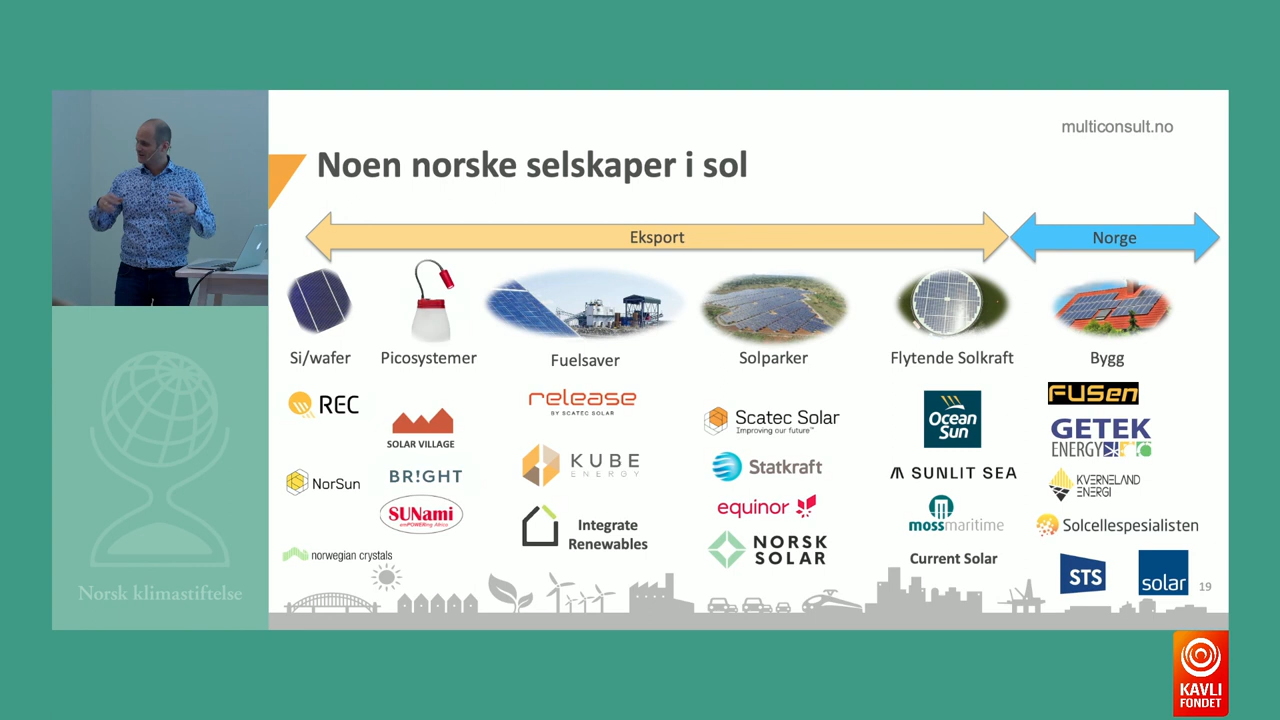 multiconsult.no
Noen norske selskaper i sol
Eksport
Norge
Si/wafer
Picosystemer
Fuelsaver
Solparker
Flytende Solkraft
Bygg
REC
NorSun
norwegian crystals
SOLAR VILLAGE
BR!GHT
SUNami
emPOWERing Africa
release
BY SCATEC SOLAR
KUBE
ENERGY
Integrate
Renewables
Scatec Solar
Improving our future™
Statkraft
equinor
NORSK
SOLAR
Ocean
Sun
SUNLIT SEA
mossmaritime
Current Solar
FUSen
GETEK
ENERGY
KVERNELAND
ENERGI
Solcellespesialisten
STS
solar
19
Norsk klimastiftelse
KAVLI
FONDET